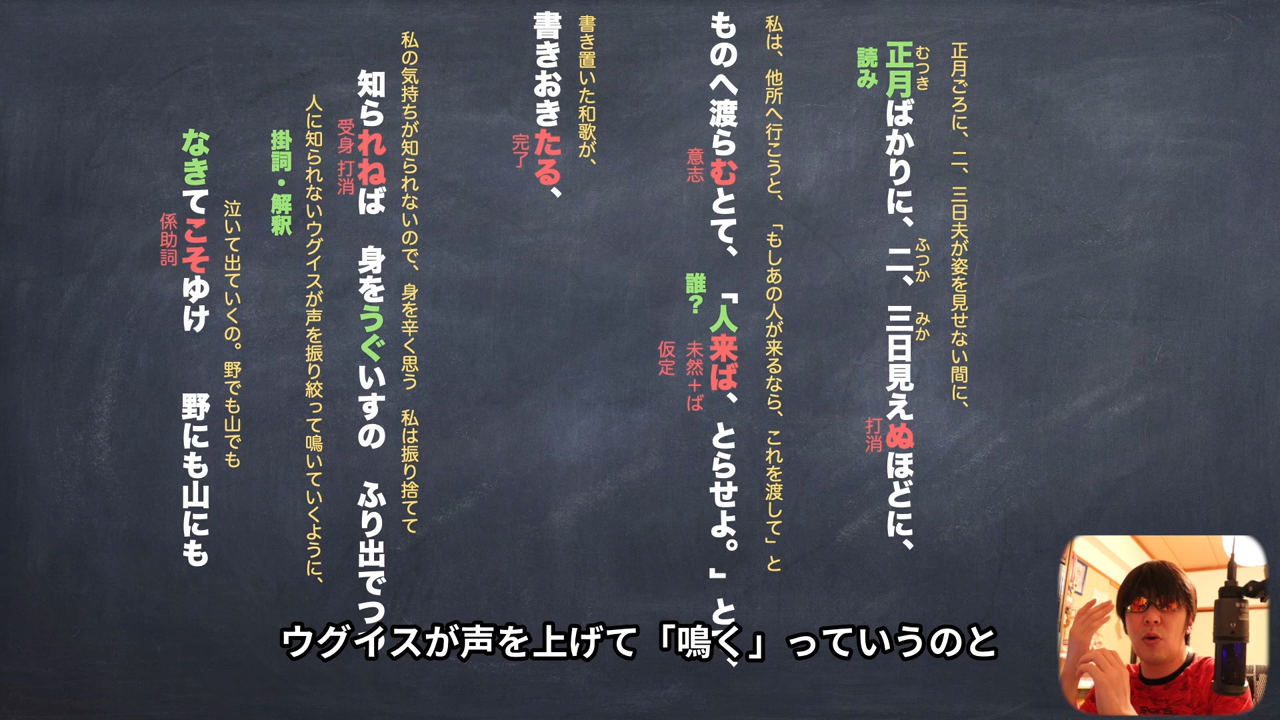 正月ごろに、二、三日夫が姿を見せない間に、
むつき ふつか みか
正月ばかりに、二、三日見えぬほどに、
読み 打消
私は、他所へ行こうと、「もしあの人が来るなら、これを渡して」と
ものへ渡らむとて、「人来ば、とらせよ。」と
意志 誰? 未然+ば
仮定
書き置いた和歌が、
書きおきたる、
完了
私の気持ちが知られないので、身を辛く思う 私は振り捨てて
知られねば 身をうぐいすの ふり出でつ
受身 打消
人に知られないウグイスが声を振り絞って鳴いていくように、
掛詞・解釈
泣いて出ていくの。野でも山でも
なきてこそゆけ 野にも山にも
係助詞
ウグイスが声を上げて「鳴く」っていうのと